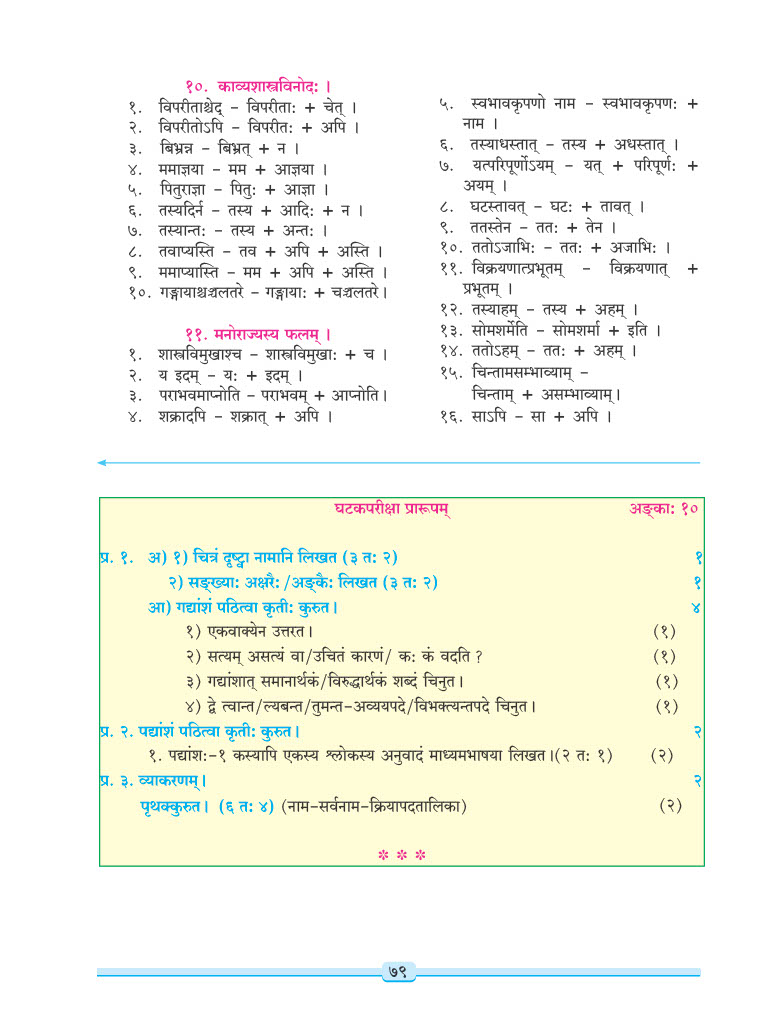 १०. काव्यशास्त्रविनोदः ।
१. विपरीताश्चेद् – विपरीताः + चेत् ।
२. विपरीतोऽपि – विपरीतः + अपि ।
३. बिभ्रन्न – बिभ्रत् + न ।
४. ममाज्ञया – मम + आज्ञया ।
५. पितुराज्ञा – पितुः + आज्ञा ।
६. तस्यदिर्न – तस्य + आदिः + न ।
७. तस्यान्तः – तस्य + अन्तः ।
८. तवाप्यस्ति – तव + अपि + अस्ति ।
९. ममाप्यास्ति – मम + अपि + अस्ति ।
१०. गङ्गायाश्चञ्चलतरे – गङ्गायाः + चञ्चलतरे।
११. मनोराज्यस्य फलम् ।
१. शास्त्रविमुखाश्च – शास्त्रविमुखाः + च ।
२. य इदम् – यः + इदम् ।
३. पराभवमाप्नोति – पराभवम् + आप्नोति।
४. शक्रादपि – शक्रात् + अपि ।
५. स्वभावकृपणो नाम – स्वभावकृपणः +
नाम ।
६. तस्याधस्तात् – तस्य + अधस्तात् ।
७. यत्परिपूर्णोऽयम् – यत् + परिपूर्णः +
अयम् ।
८. घटस्तावत् – घटः + तावत् ।
९. ततस्तेन – ततः + तेन ।
१०. ततोऽजाभिः – ततः + अजाभिः ।
११. विक्रयणात्प्रभूतम् – विक्रयणात् +
प्रभूतम् ।
१२. तस्याहम् – तस्य + अहम् ।
१३. सोमशर्मेति – सोमशर्मा + इति ।
१४. ततोऽहम् – ततः + अहम् ।
१५. चिन्तामसम्भाव्याम् –
चिन्ताम् + असम्भाव्याम्।
१६. साऽपि – सा + अपि ।
घटकपरीक्षा प्रारूपम् अङ्काः १०
प्र. १. अ) १) चित्रं दृष्ट्वा नामानि लिखत (३ तः २) १
२) सङ्ख्याः अक्षरैः/अङ्कैः लिखत (३ तः २) १
आ) गद्यांशं पठित्वा कृतीः कुरुत। ४
१) एकवाक्येन उत्तरत। (१)
२) सत्यम् असत्यं वा/उचितं कारणं/ कः कं वदति ? (१)
३) गद्यांशात् समानार्थकं/विरुद्धार्थकं शब्दं चिनुत। (१)
४) द्वे त्वान्त/ल्यबन्त/तुमन्त-अव्ययपदे/विभक्त्यन्तपदे चिनुत। (१)
प्र. २. पद्यांशं पठित्वा कृतीः कुरुत। २
१. पद्यांशः-१ कस्यापि एकस्य श्लोकस्य अनुवादं माध्यमभाषया लिखत।(२ तः १) (२)
प्र. ३. व्याकरणम्। २
पृथक्कुरुत। (६ तः ४) (नाम-सर्वनाम-क्रियापदतालिका) (२)
* * *
७९